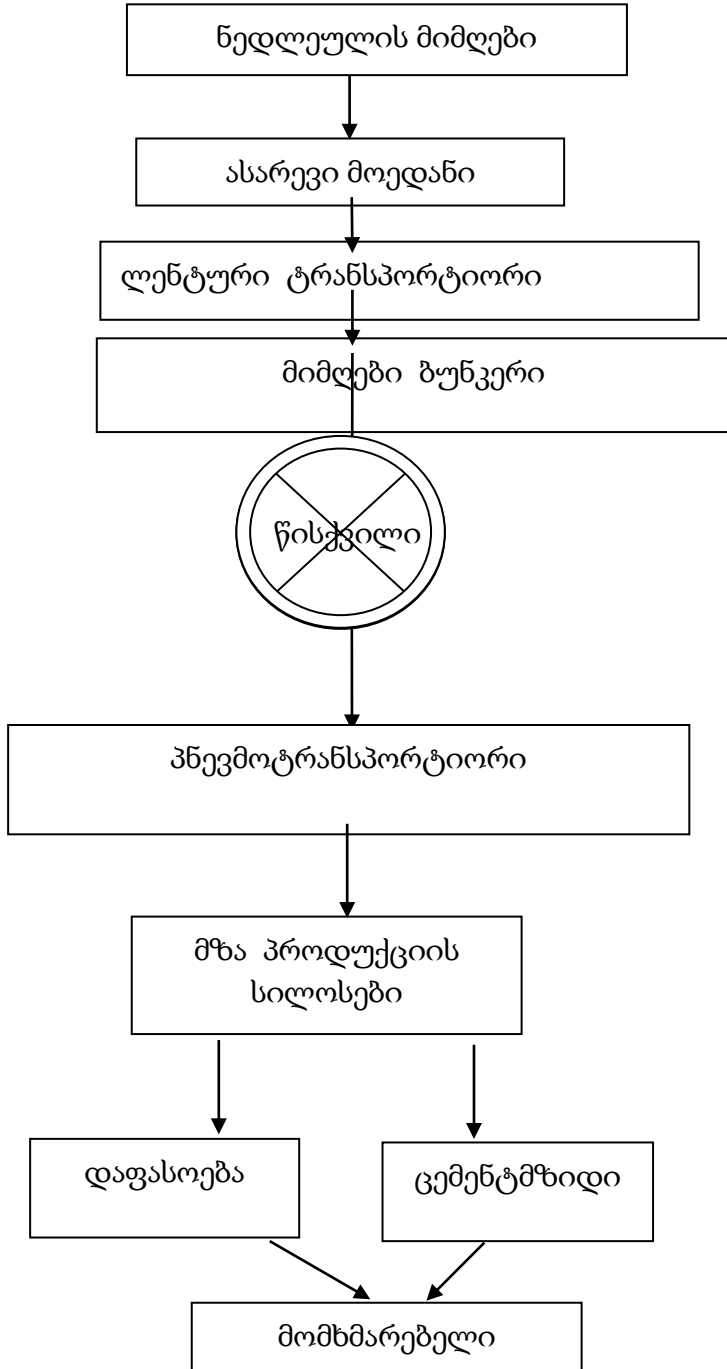 ნედლეულის მიმღები
ასარევი მოედანი
ლენტური ტრანსპორტიორი
მიმღები ბუნკერი
წისქვილი
პნევმოტრანსპორტიორი
მზა პროდუქციის
სილოსები
დაფასოება
ცემენტმზიდი
მომხმარებელი